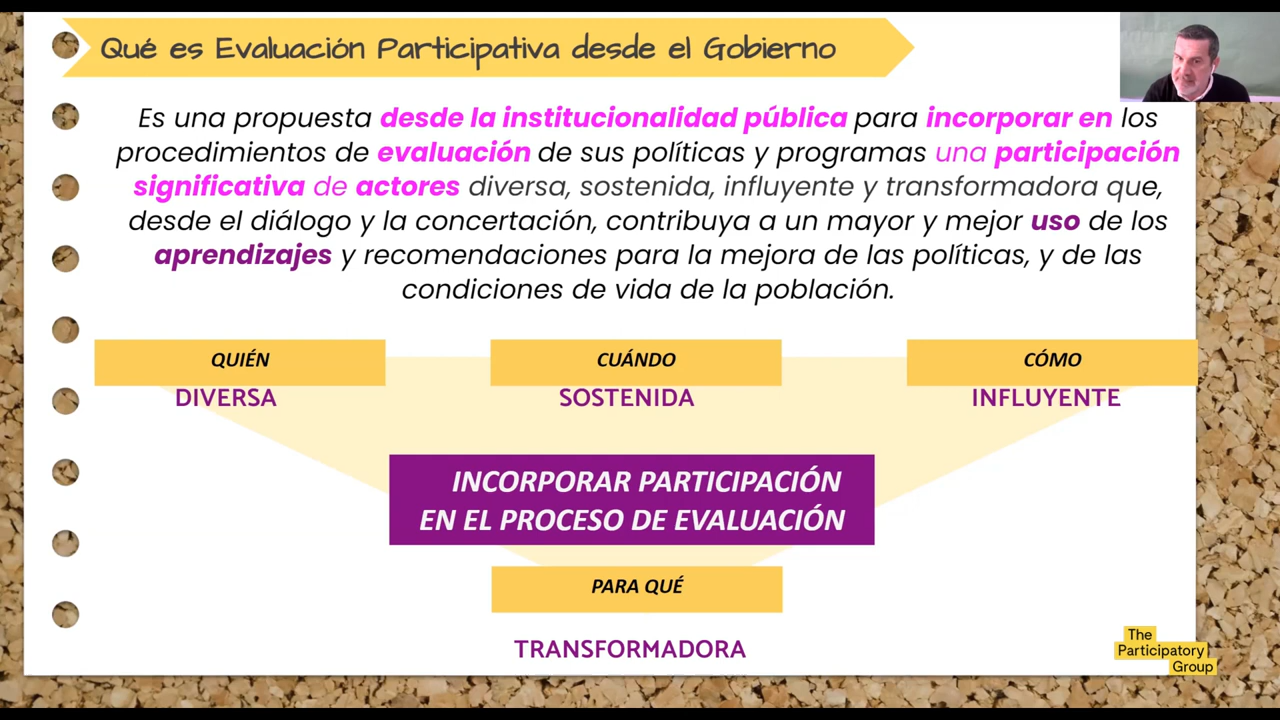 Qué es Evaluación Participativa desde el Gobierno
Es una propuesta desde la institucionalidad pública para incorporar en los
procedimientos de evaluación de sus políticas y programas una participación
significativa de actores diversa, sostenida, influyente y transformadora que,
desde el diálogo y la concertación, contribuya a un mayor y mejor uso de los
aprendizajes y recomendaciones para la mejora de las políticas, y de las
condiciones de vida de la población.
QUIÉN
CUÁNDO
CÓMO
DIVERSA
SOSTENIDA
INFLUYENTE
INCORPORAR PARTICIPACIÓN
EN EL PROCESO DE EVALUACIÓN
PARA QUÉ
TRANSFORMADORA
The
Participatory
Group